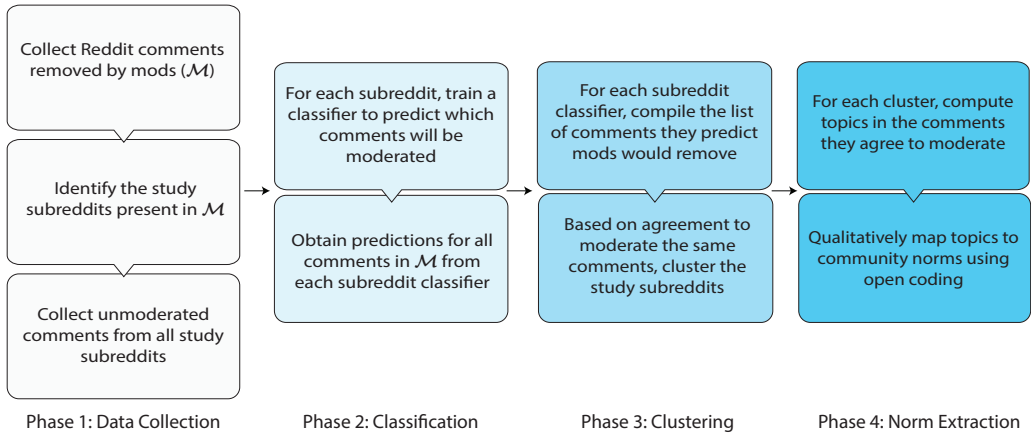 Collect Reddit comments
removed by mods (ℳ)
Identify the study
subreddits present in ℳ
Collect unmoderated
comments from all study
subreddits
Phase 1: Data Collection
For each subreddit, train a
classifier to predict which
comments will be
moderated
Obtain predictions for all
comments in ℳ from
each subreddit classifier
Phase 2: Classification
For each subreddit
classifier, compile the list
of comments they predict
mods would remove
Based on agreement to
moderate the same
comments, cluster the
study subreddits
Phase 3: Clustering
For each cluster, compute
topics in the comments
they agree to moderate
Qualitatively map topics to
community norms using
open coding
Phase 4: Norm Extraction